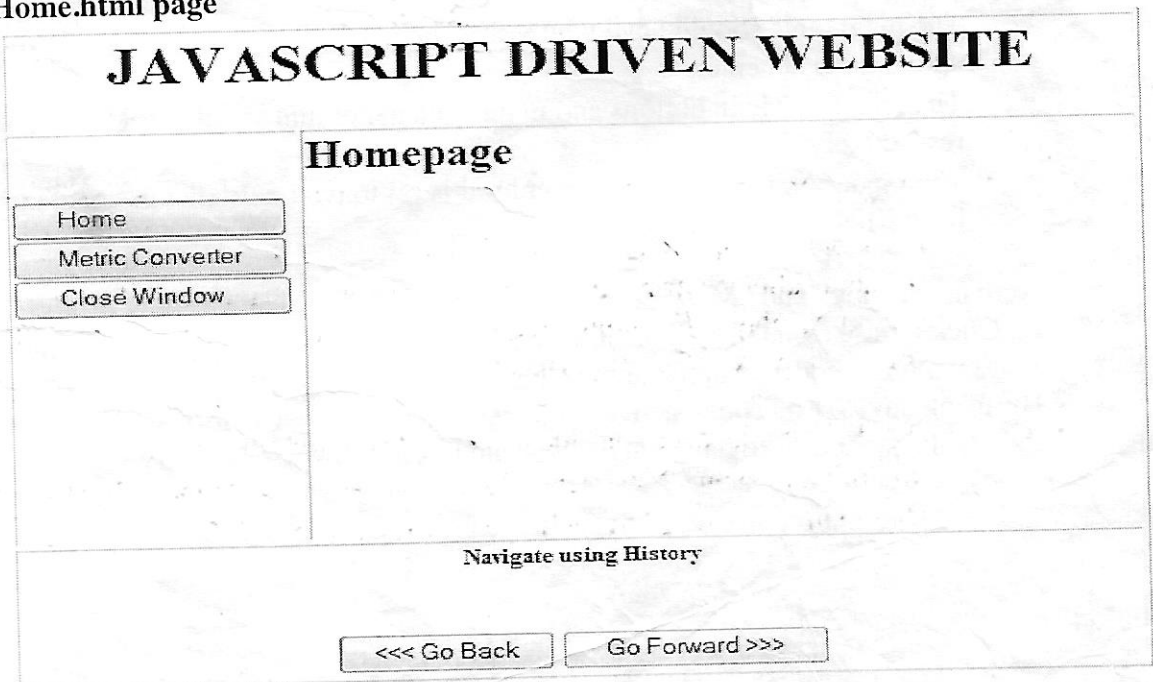 Home.html page
JAVASCRIPT DRIVEN WEBSITE
Homepage
Home
Metric Converter
Close Window
Navigate using History
<<< Go Back
Go Forward >>>